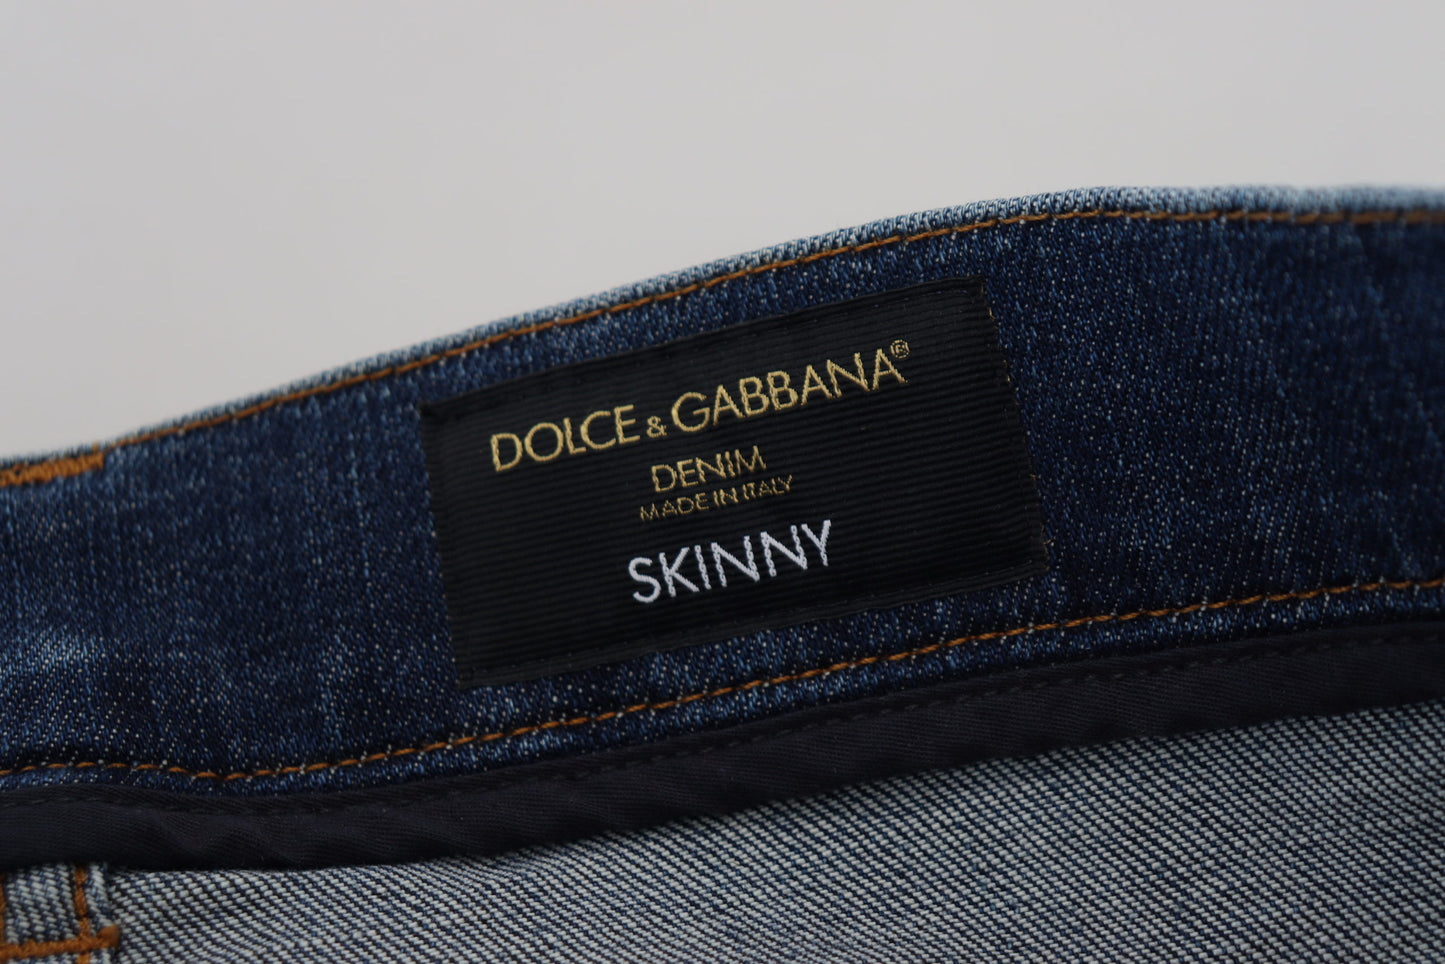 DOLCE & GABBANA®
DENIM
MADE IN ITALY
SKINNY